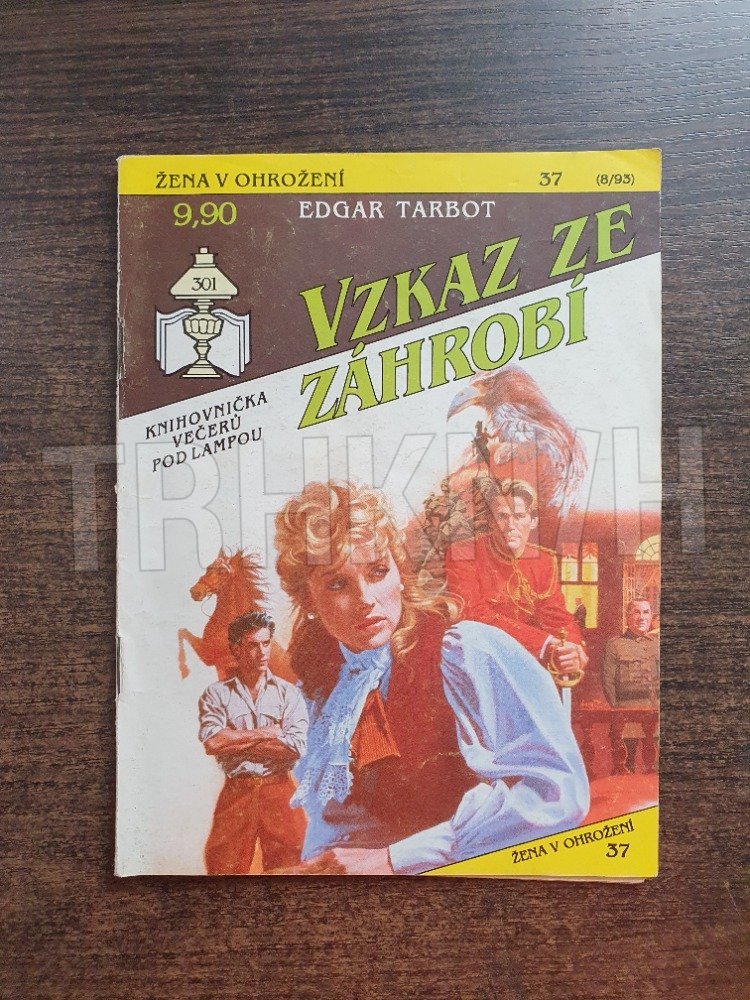 ŽENA V OHROŽENÍ 37 (8/93)
9,90 EDGAR TARBOT
301
VZKAZ ZE
ZÁHROBÍ
KNIHOVNIČKA
VEČERŮ
POD LAMPOU
TRHKNIH
ŽENA V OHROŽENÍ
37